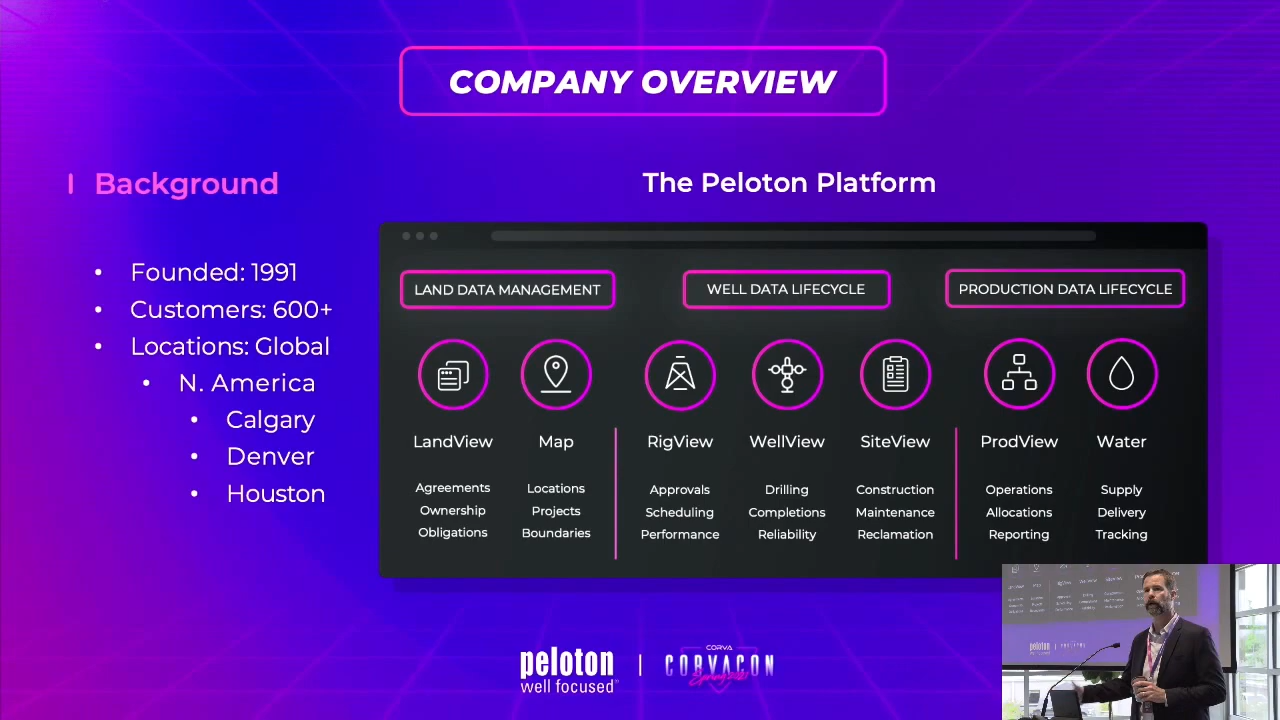 COMPANY OVERVIEW
Background
The Peloton Platform
• Founded: 1991
• Customers: 600+
• Locations: Global
• N. America
• Calgary
• Denver
• Houston
LAND DATA MANAGEMENT
WELL DATA LIFECYCLE
PRODUCTION DATA LIFECYCLE
LandView
Agreements
Ownership
Obligations
Map
Locations
Projects
Boundaries
RigView
Approvals
Scheduling
Performance
WellView
Drilling
Completions
Reliability
SiteView
Construction
Maintenance
Reclamation
ProdView
Operations
Allocations
Reporting
Water
Supply
Delivery
Tracking
peloton
well focused
CORVA
CORVACON
peloton